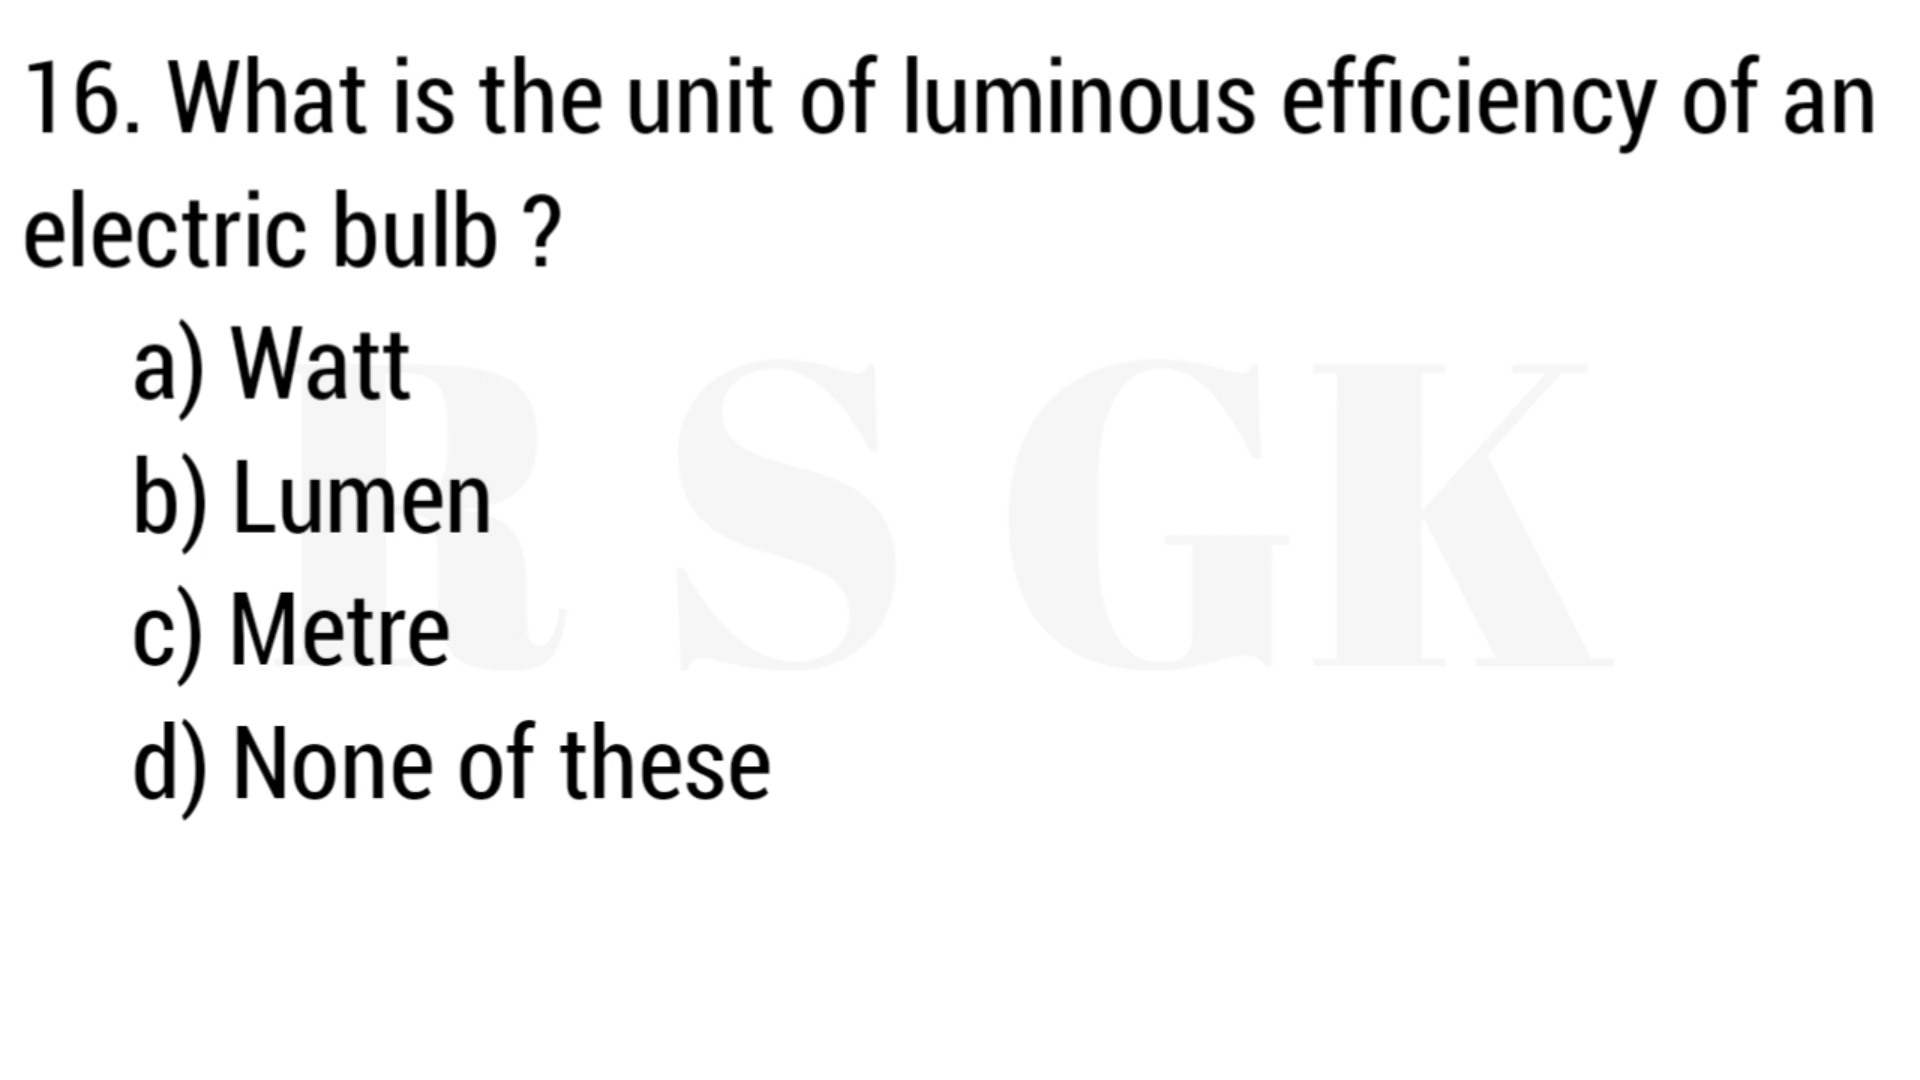 16. What is the unit of luminous efficiency of an
electric bulb ?
a) Watt
b) Lumen
c) Metre
d) None of these
R S GK